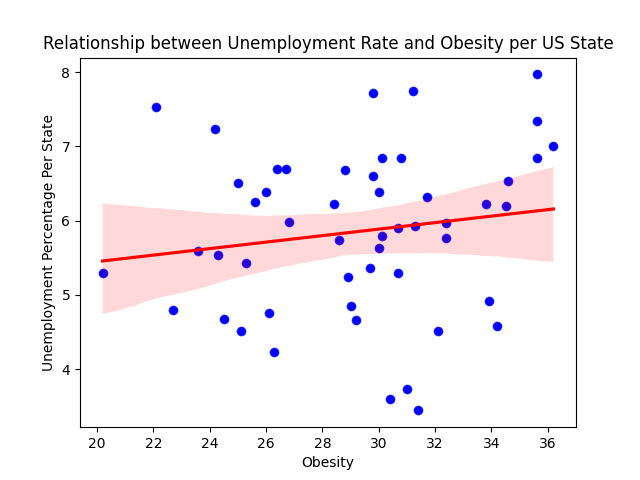 Relationship between Unemployment Rate and Obesity per US State
Unemployment Percentage Per State
8
7
6
5
4
20 22 24 26 28 30 32 34 36
Obesity